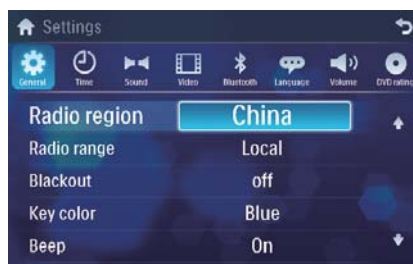 Settings
General Time Sound Video Bluetooth Language Volume DVD rating
Radio region China
Radio range Local
Blackout off
Key color Blue
Beep On